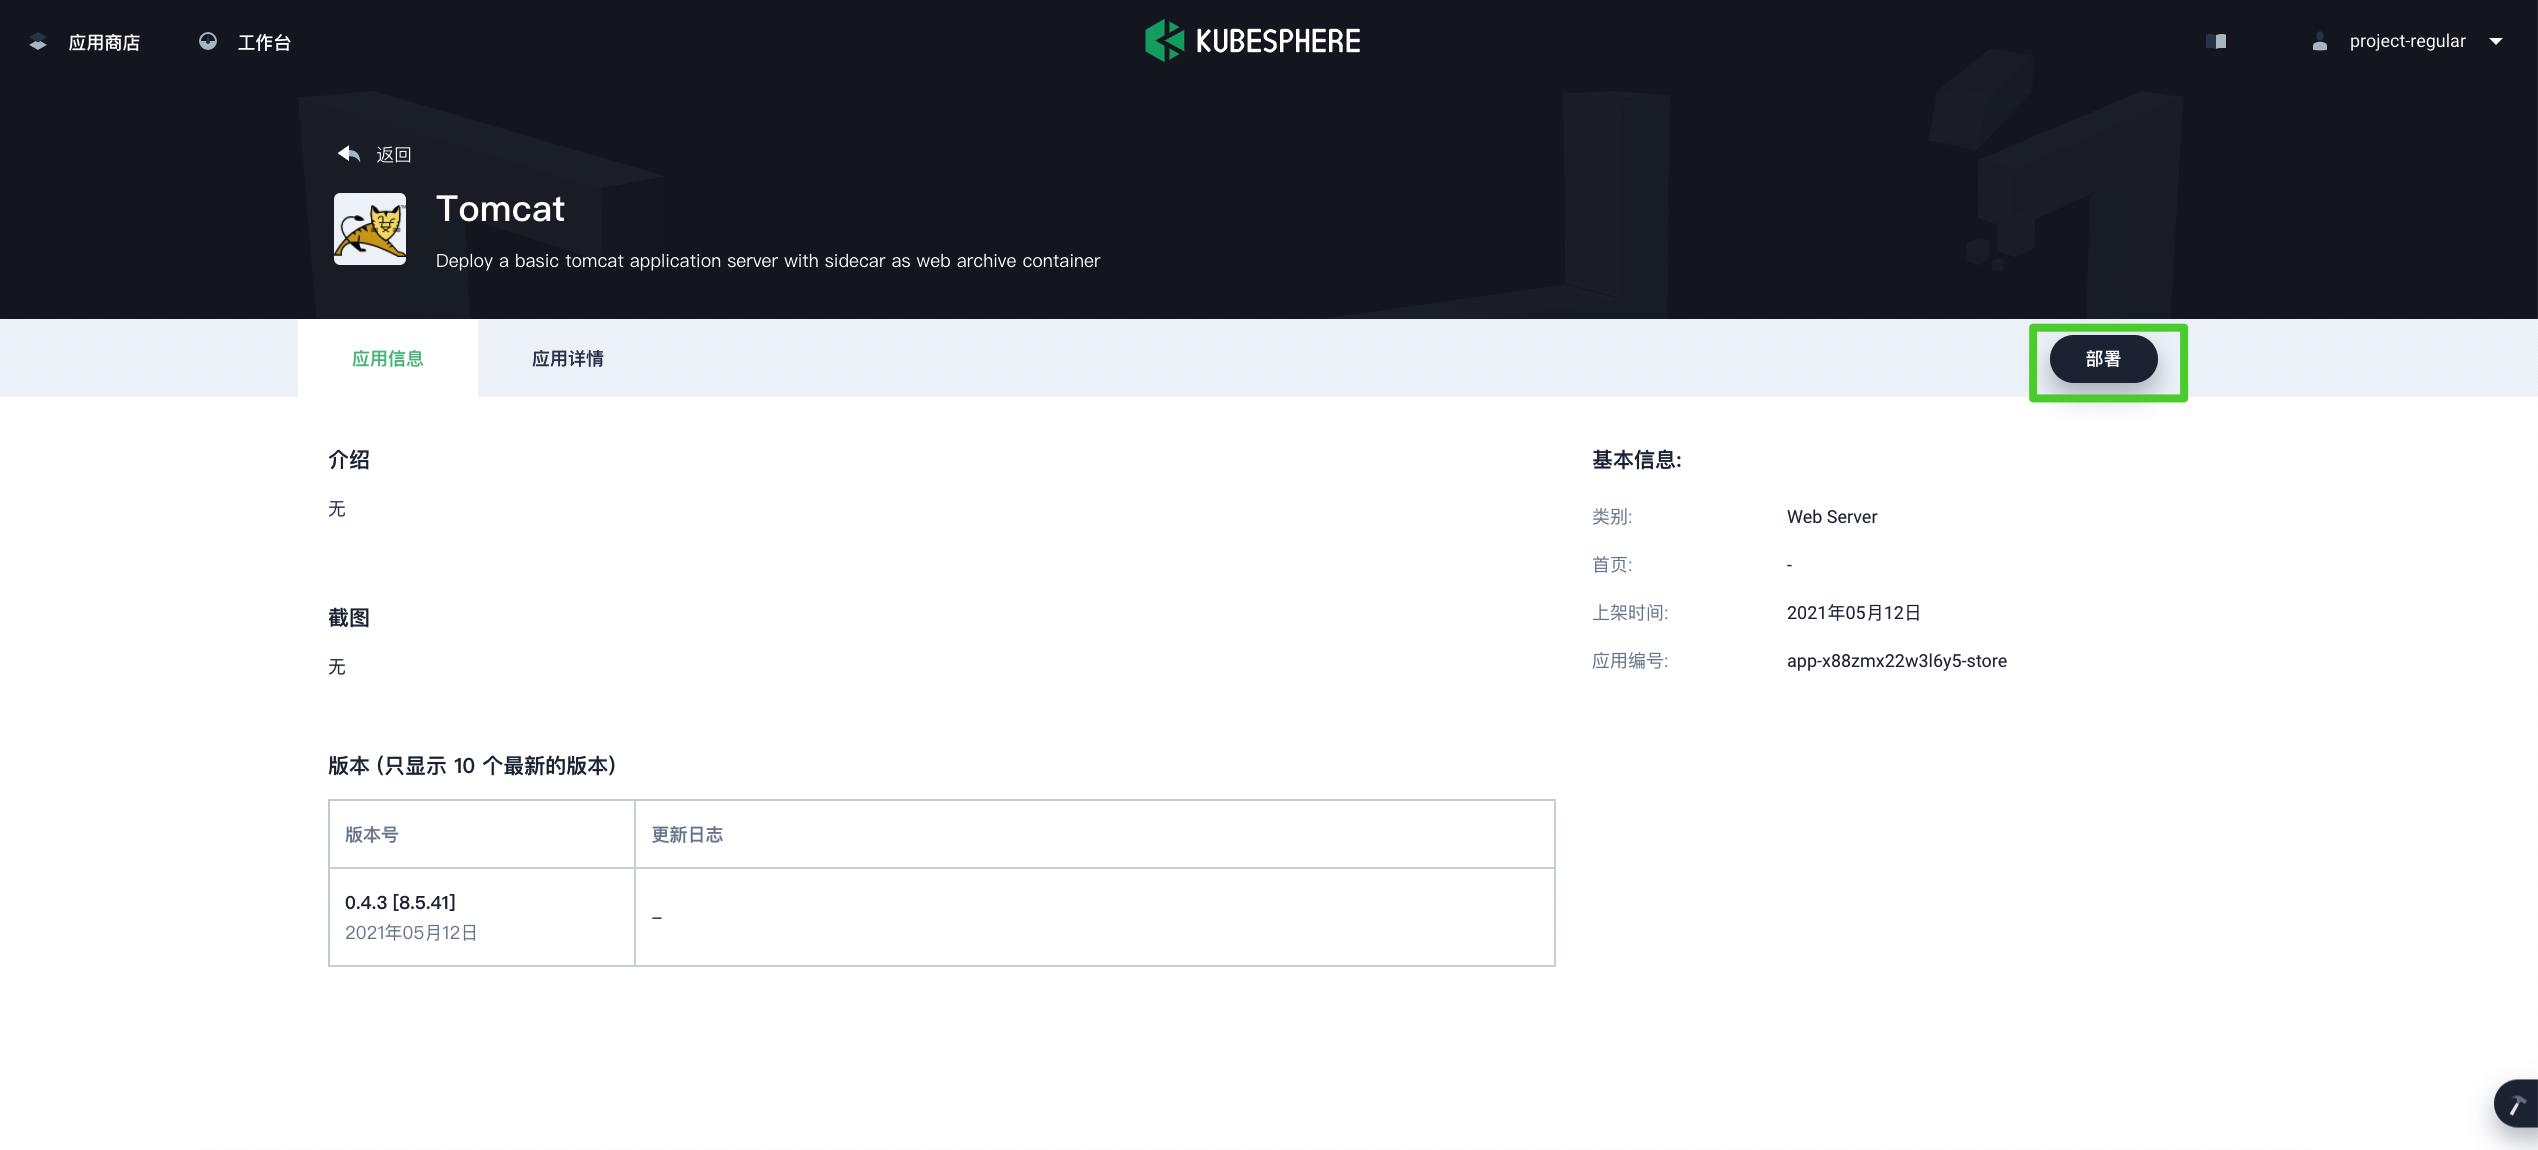 应用商店
工作台
KUBESPHERE
project-regular
返回
Tomcat
Deploy a basic tomcat application server with sidecar as web archive container
应用信息
应用详情
部署
介绍
无
截图
无
版本 (只显示 10 个最新的版本)
版本号
更新日志
0.4.3 [8.5.41]
2021年05月12日
–
基本信息:
类别:
Web Server
首页:
-
上架时间:
2021年05月12日
应用编号:
app-x88zmx22w3l6y5-store